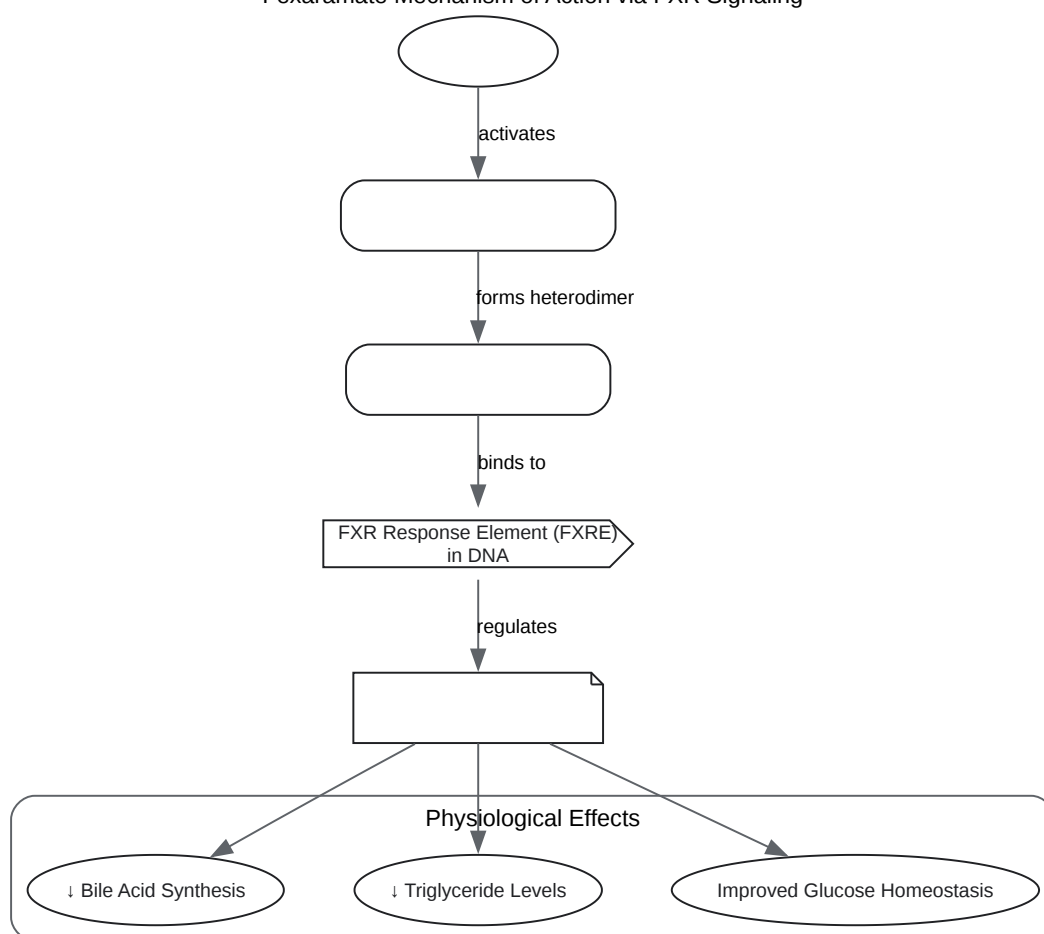 Mechanism of Action via FXR Signaling
activates
forms heterodimer
binds to
FXR Response Element (FXRE)
in DNA
regulates
Physiological Effects
↓ Bile Acid Synthesis
↓ Triglyceride Levels
Improved Glucose Homeostasis